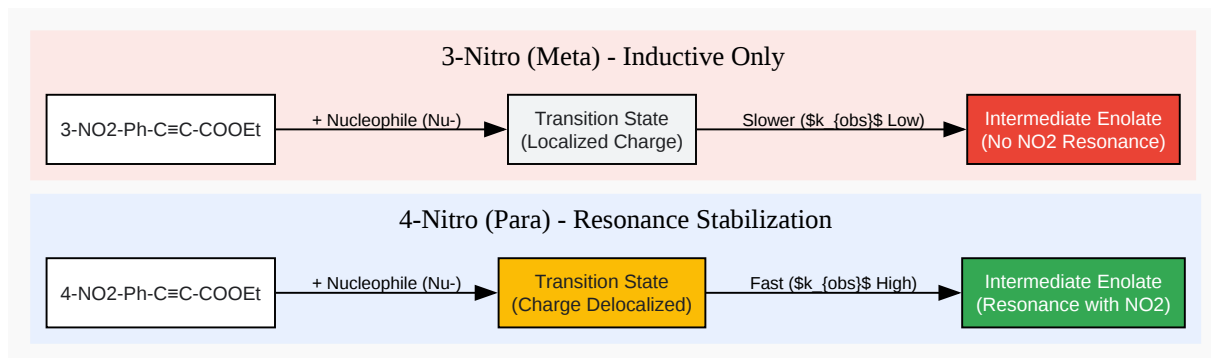 3-Nitro (Meta) - Inductive Only
3-NO2-Ph-C≡C-COOEt
+ Nucleophile (Nu-)
Transition State
(Localized Charge)
Slower ($k_{obs}$ Low)
Intermediate Enolate
(No NO2 Resonance)
4-Nitro (Para) - Resonance Stabilization
4-NO2-Ph-C≡C-COOEt
+ Nucleophile (Nu-)
Transition State
(Charge Delocalized)
Fast ($k_{obs}$ High)
Intermediate Enolate
(Resonance with NO2)